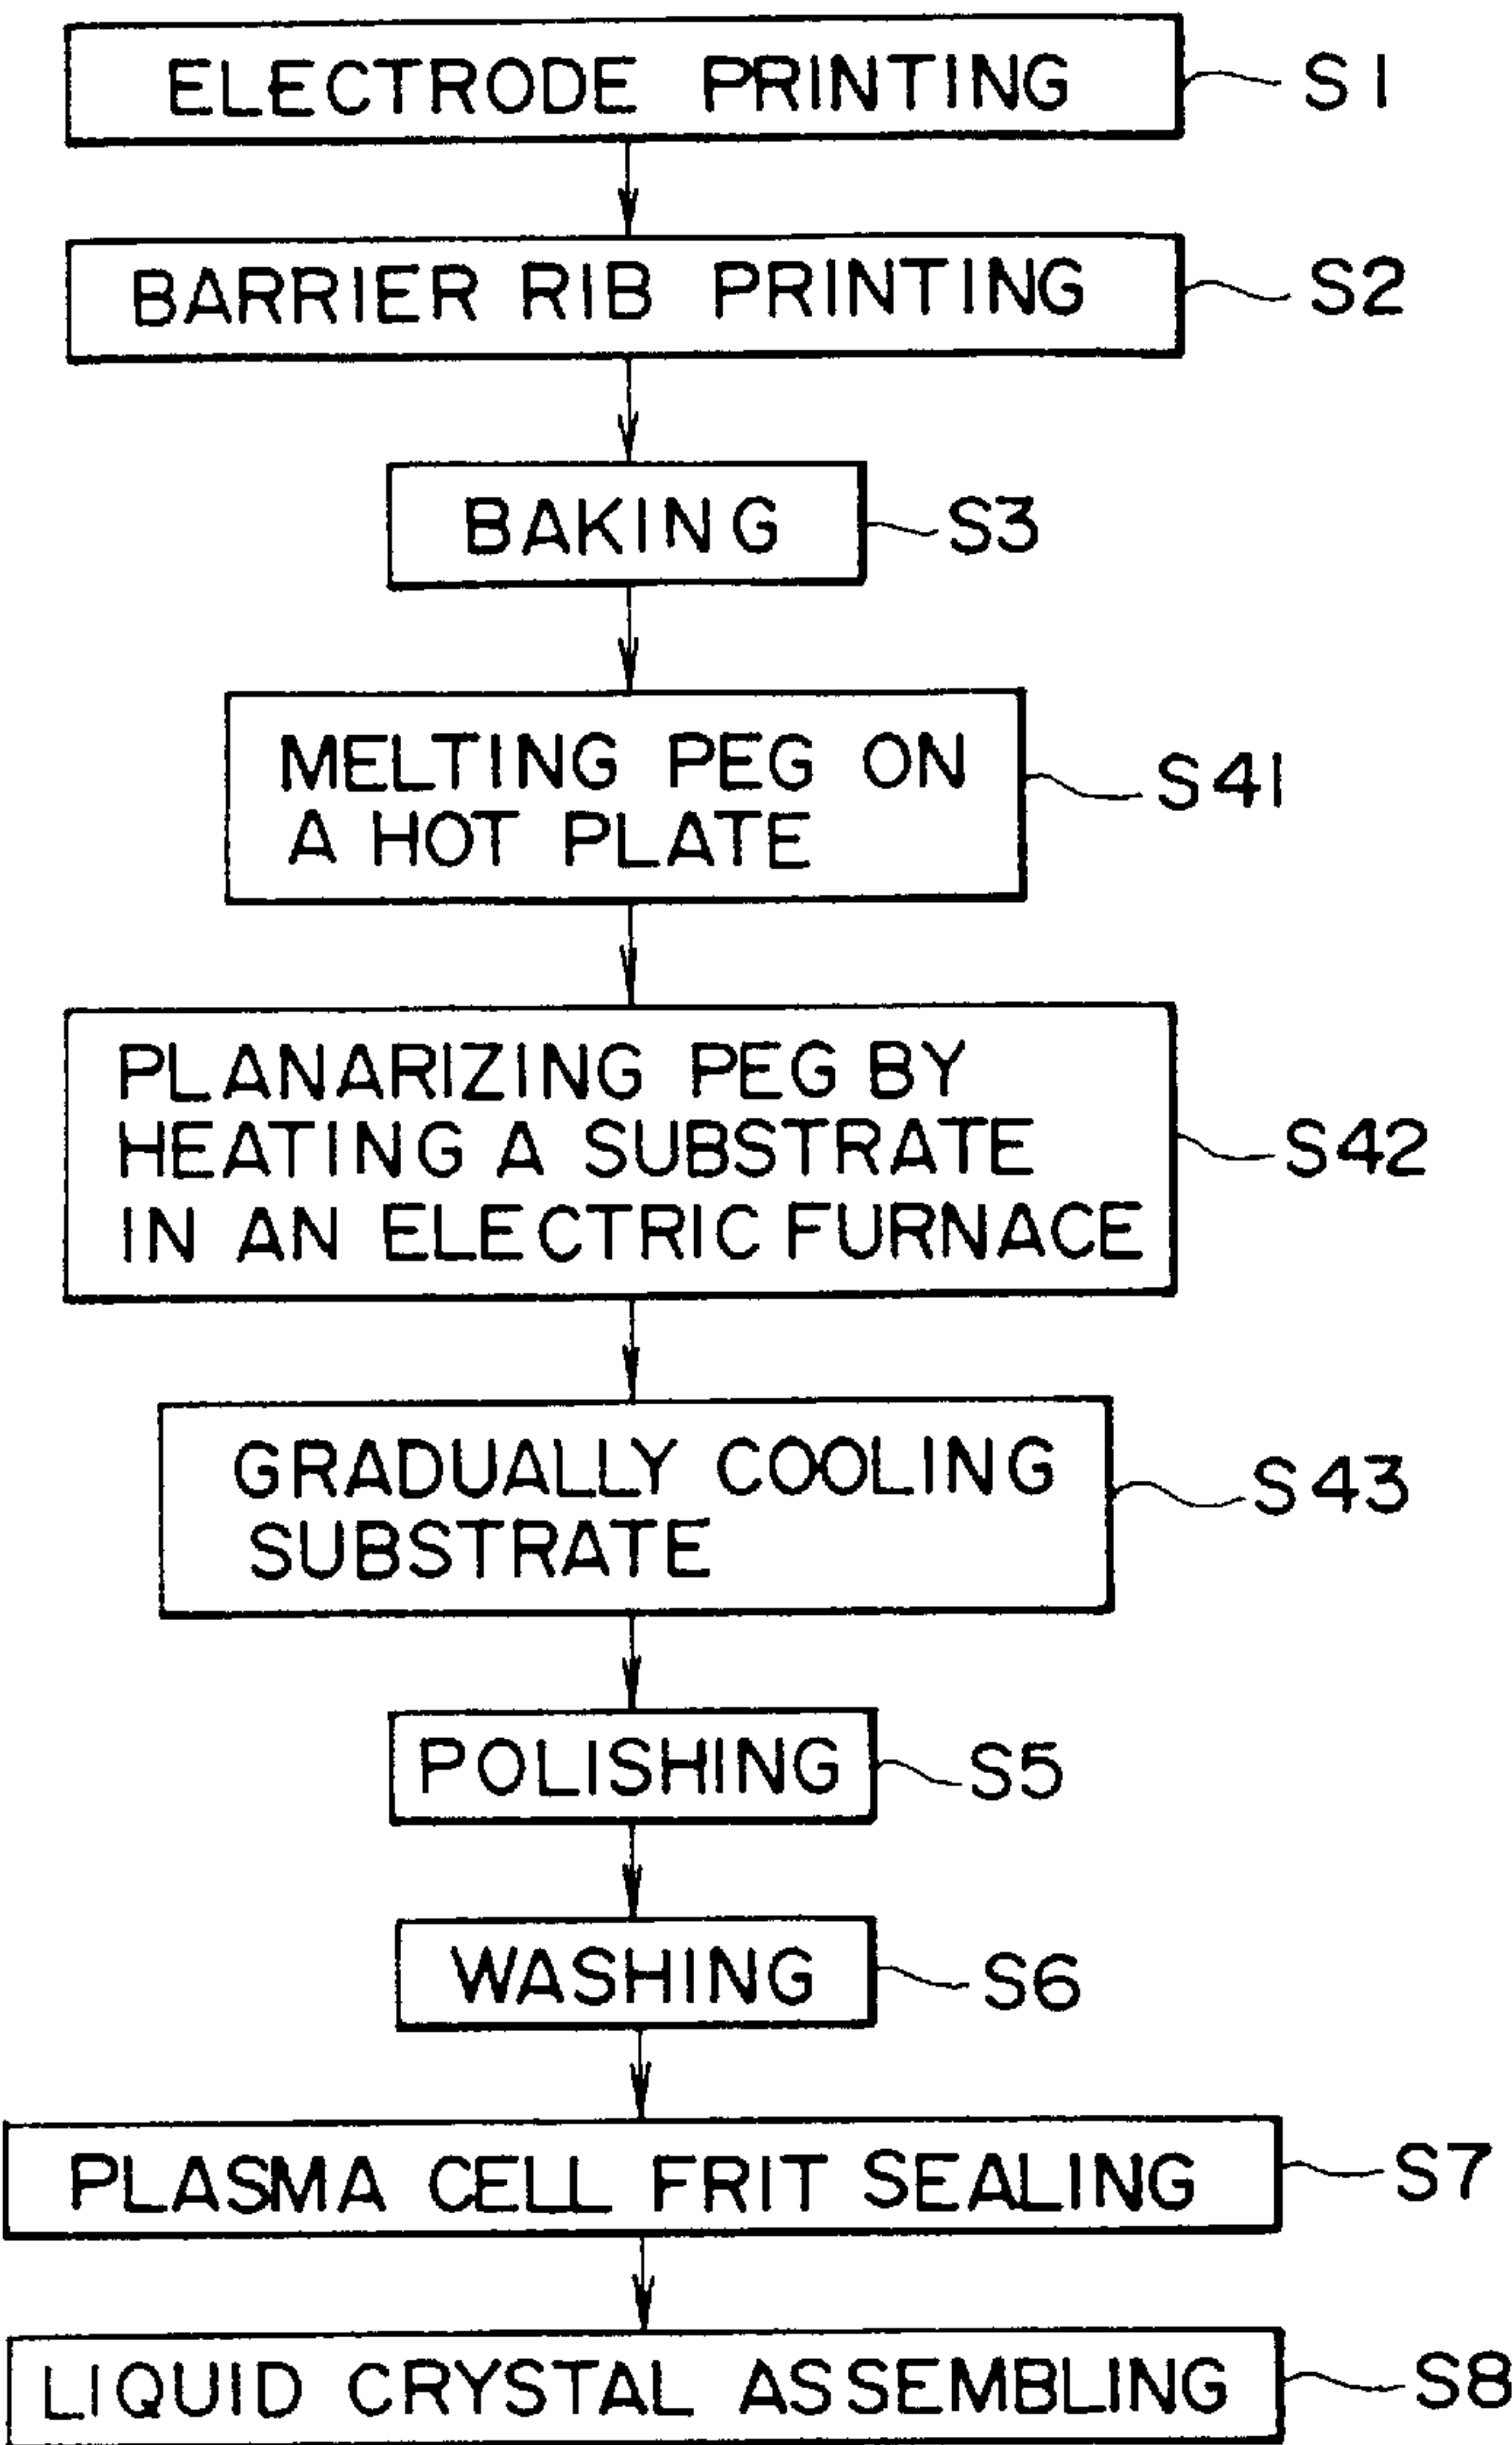 ELECTRODE PRINTING S1
BARRIER RIB PRINTING S2
BAKING S3
MELTING PEG ON
A HOT PLATE
S41
PLANARIZING PEG BY
HEATING A SUBSTRATE
IN AN ELECTRIC FURNACE
S42
GRADUALLY COOLING
SUBSTRATE
S43
POLISHING S5
WASHING S6
PLASMA CELL FRIT SEALING S7
LIQUID CRYSTAL ASSEMBLING S8